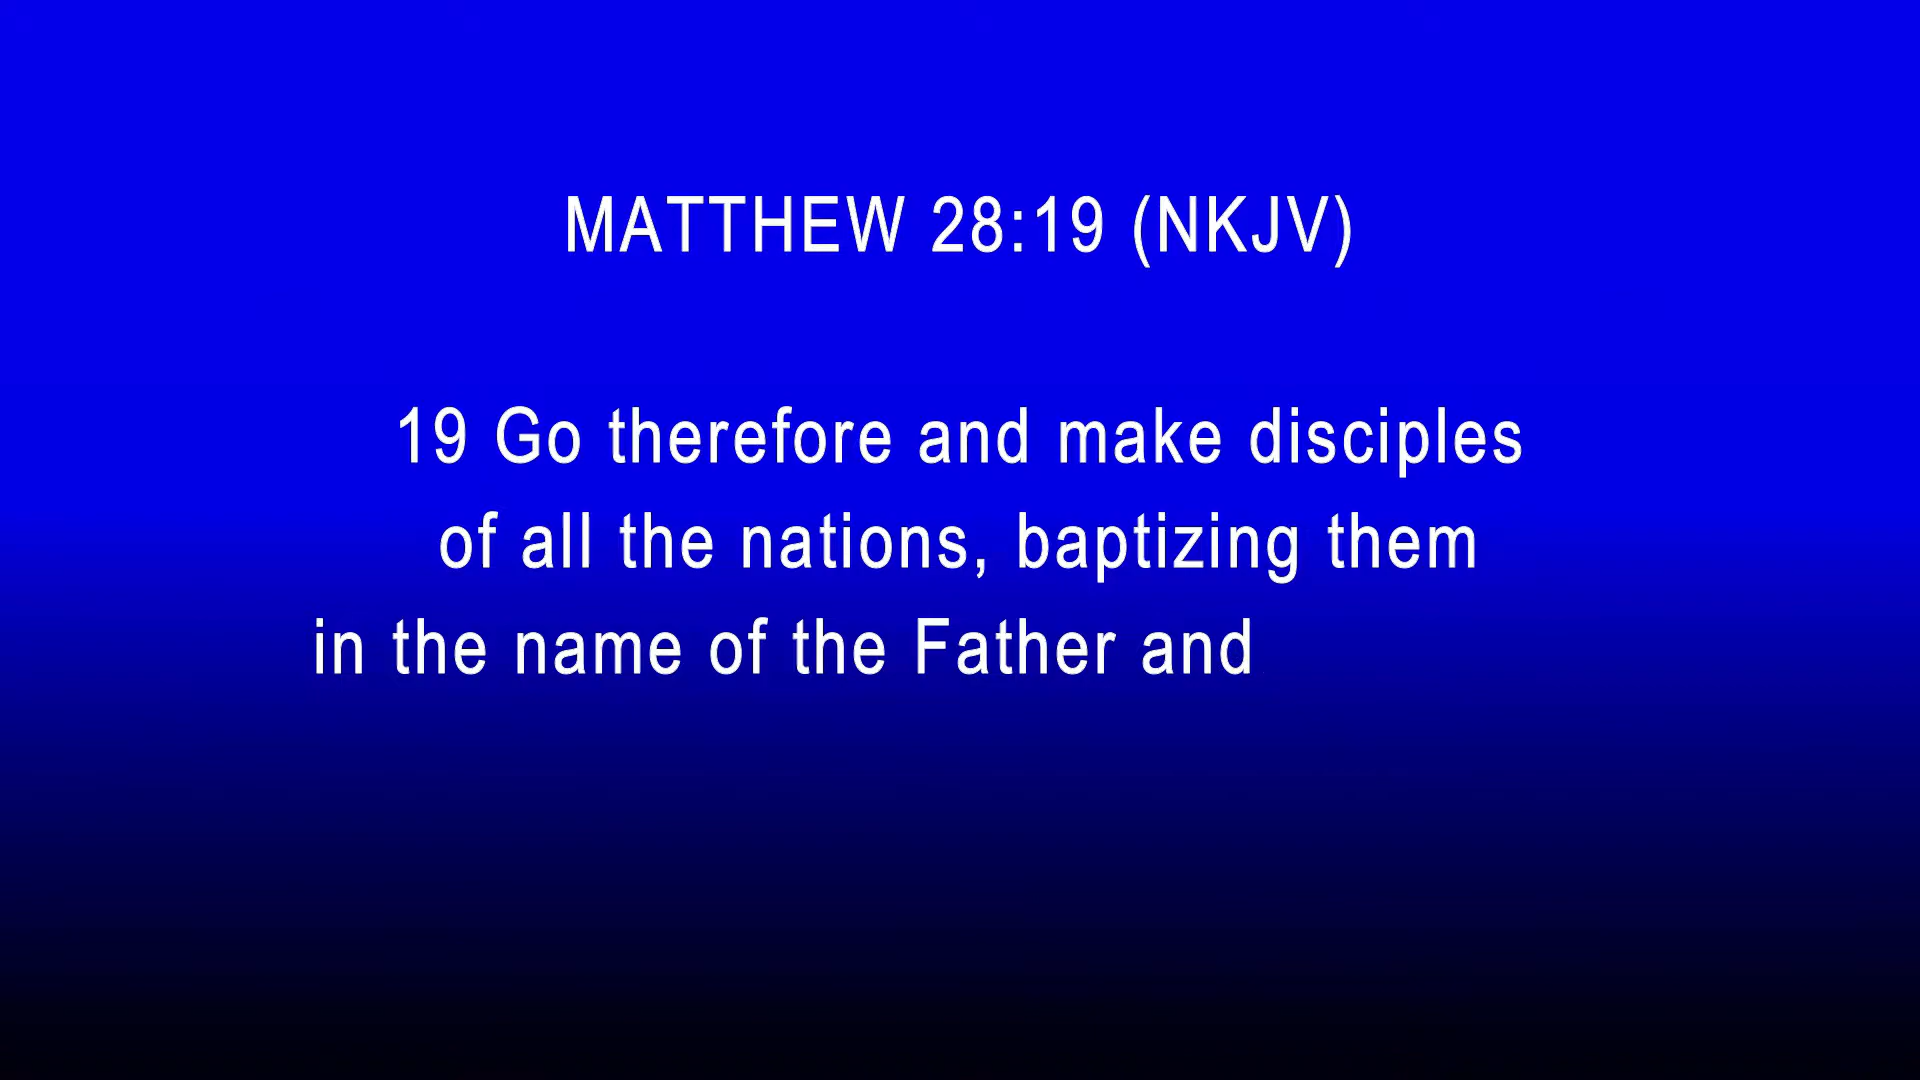 MATTHEW 28:19 (NKJV)
19 Go therefore and make disciples
of all the nations, baptizing them
in the name of the Father and